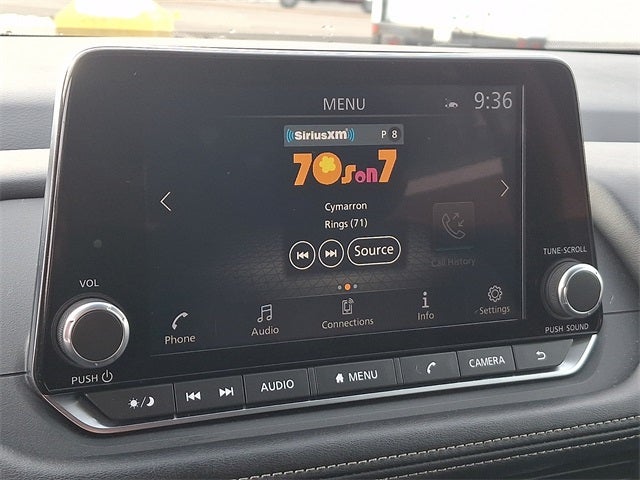 MENU
9:36
SiriusXM
P 8
70s on 7
Cymarron
Rings (71)
Source
Call History
Phone
Audio
Connections
Info
Settings
VOL
PUSH
TUNE·SCROLL
PUSH SOUND
AUDIO
MENU
CAMERA